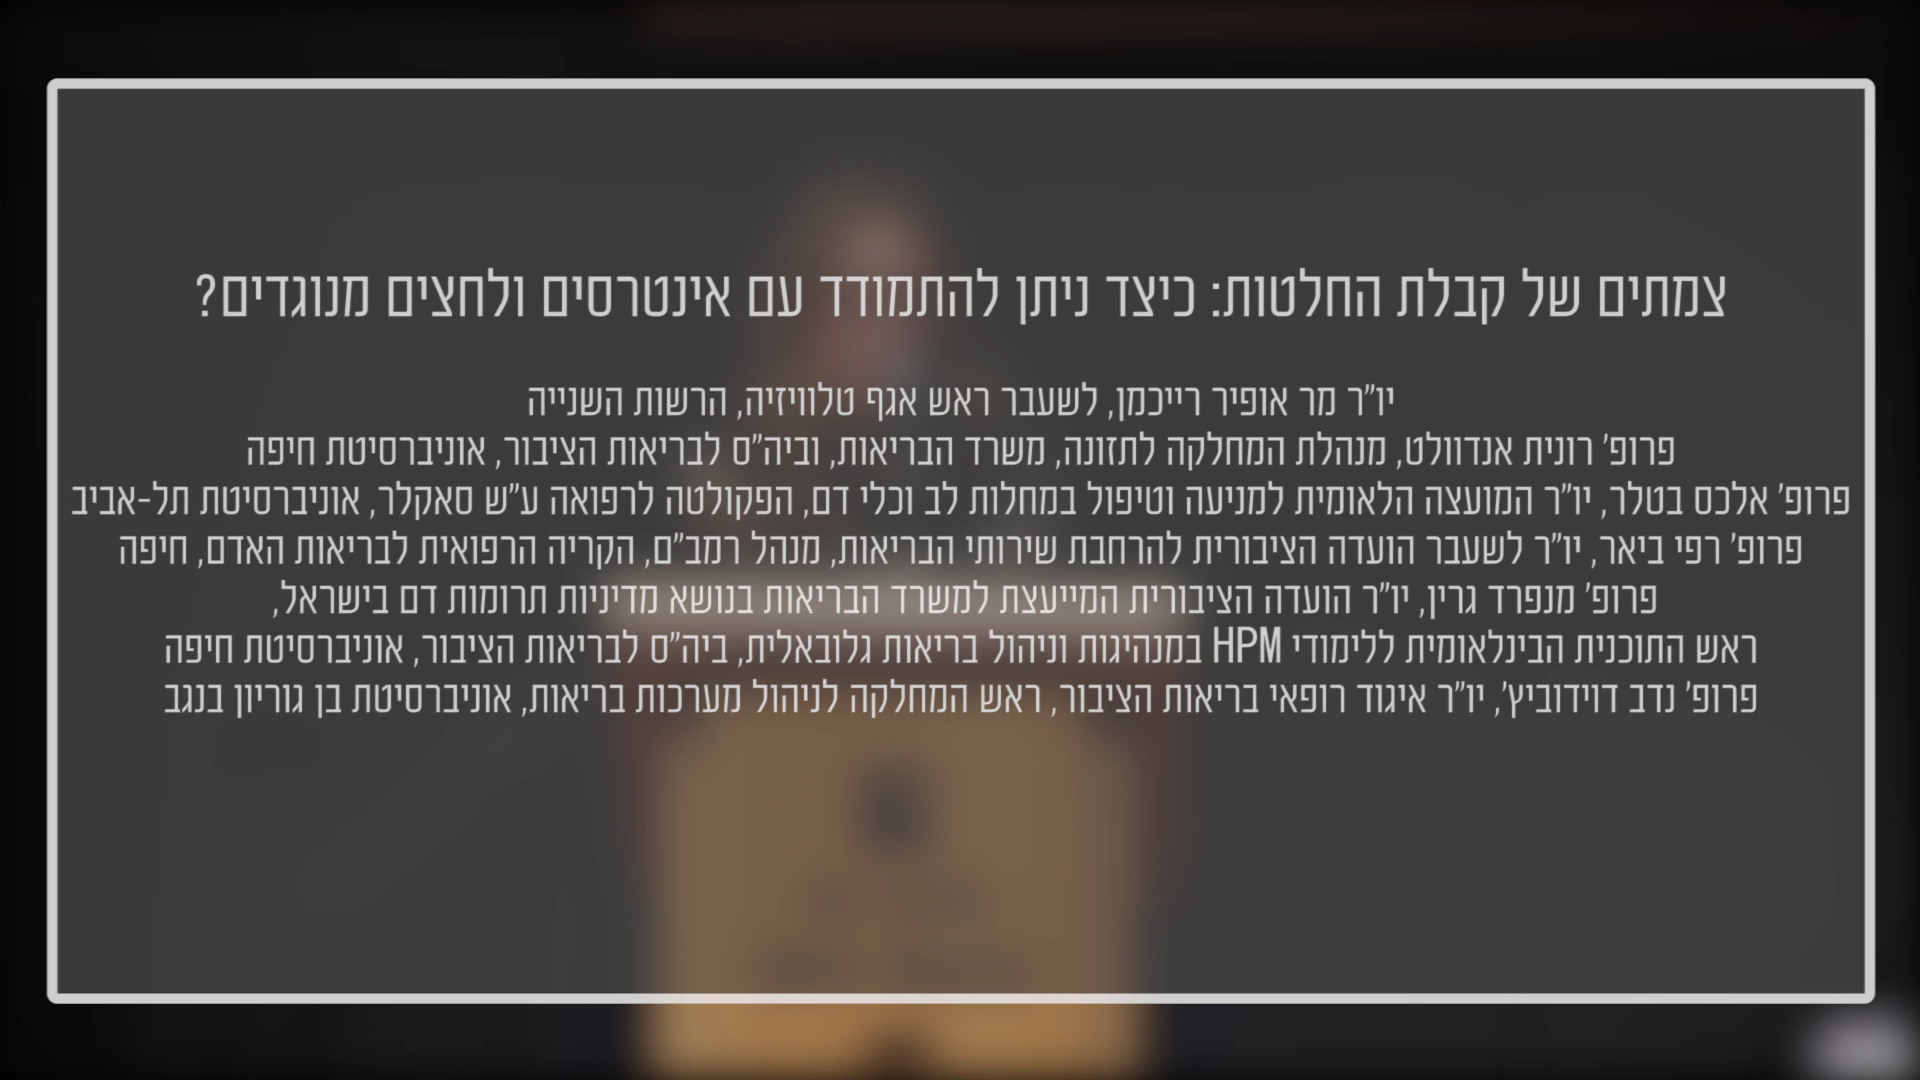 צמתים של קבלת החלטות: כיצד ניתן להתמודד עם אינטרסים ולחצים מנוגדים?
יו"ר מר אופיר רייכמן, לשעבר ראש אגף טלוויזיה, הרשות השנייה
פרופ' רונית אנדוולט, מנהלת המחלקה לתזונה, משרד הבריאות, וביה"ס לבריאות הציבור, אוניברסיטת חיפה
פרופ' אלכס בטלר, יו"ר המועצה הלאומית למניעה וטיפול במחלות לב וכלי דם, הפקולטה לרפואה ע"ש סאקלר, אוניברסיטת תל-אביב
פרופ' רפי ביאר, יו"ר לשעבר הועדה הציבורית להרחבת שירותי הבריאות, מנהל רמב"ם, הקריה הרפואית לבריאות האדם, חיפה
פרופ' מנפרד גרין, יו"ר הועדה הציבורית המייעצת למשרד הבריאות בנושא מדיניות תרומות דם בישראל,
ראש התוכנית הבינלאומית ללימודי HPM במנהיגות וניהול בריאות גלובאלית, ביה"ס לבריאות הציבור, אוניברסיטת חיפה
פרופ' נדב דוידוביץ', יו"ר איגוד רופאי בריאות הציבור, ראש המחלקה לניהול מערכות בריאות, אוניברסיטת בן גוריון בנגב